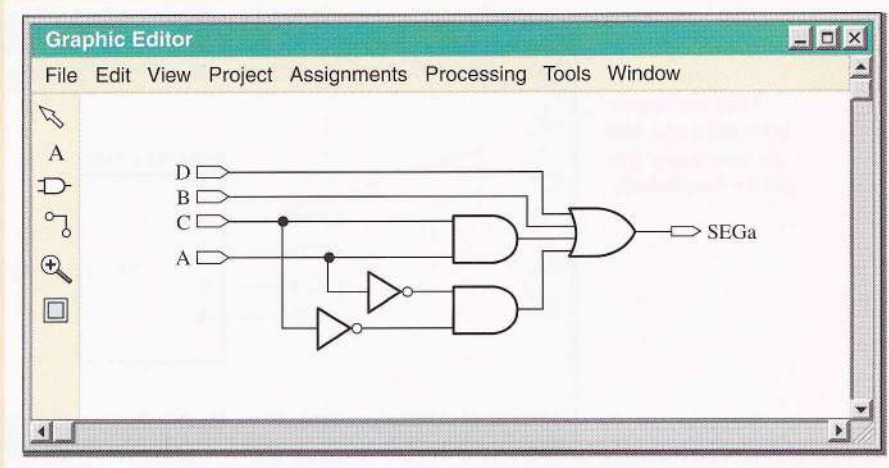 Graphic Editor
File Edit View Project Assignments Processing Tools Window
A
D
B
C
A
SEGa